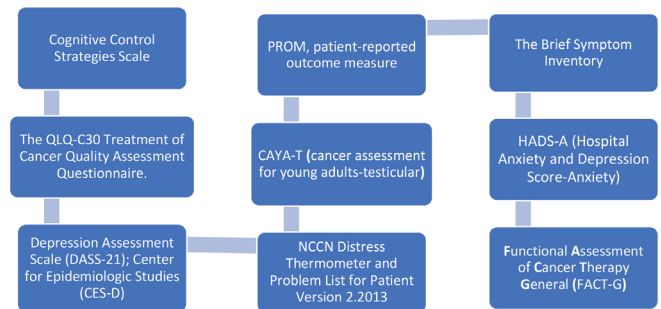 Cognitive Control
Strategies Scale
The QLQ-C30 Treatment of
Cancer Quality Assessment
Questionnaire.
Depression Assessment
Scale (DASS-21); Center
for Epidemiologic Studies
(CES-D)
NCCN Distress
Thermometer and
Problem List for Patient
Version 2.2013
CAYA-T (cancer assessment
for young adults-testicular)
PROM, patient-reported
outcome measure
The Brief Symptom
Inventory
HADS-A (Hospital
Anxiety and Depression
Score-Anxiety)
Functional Assessment
of Cancer Therapy
General (FACT-G)